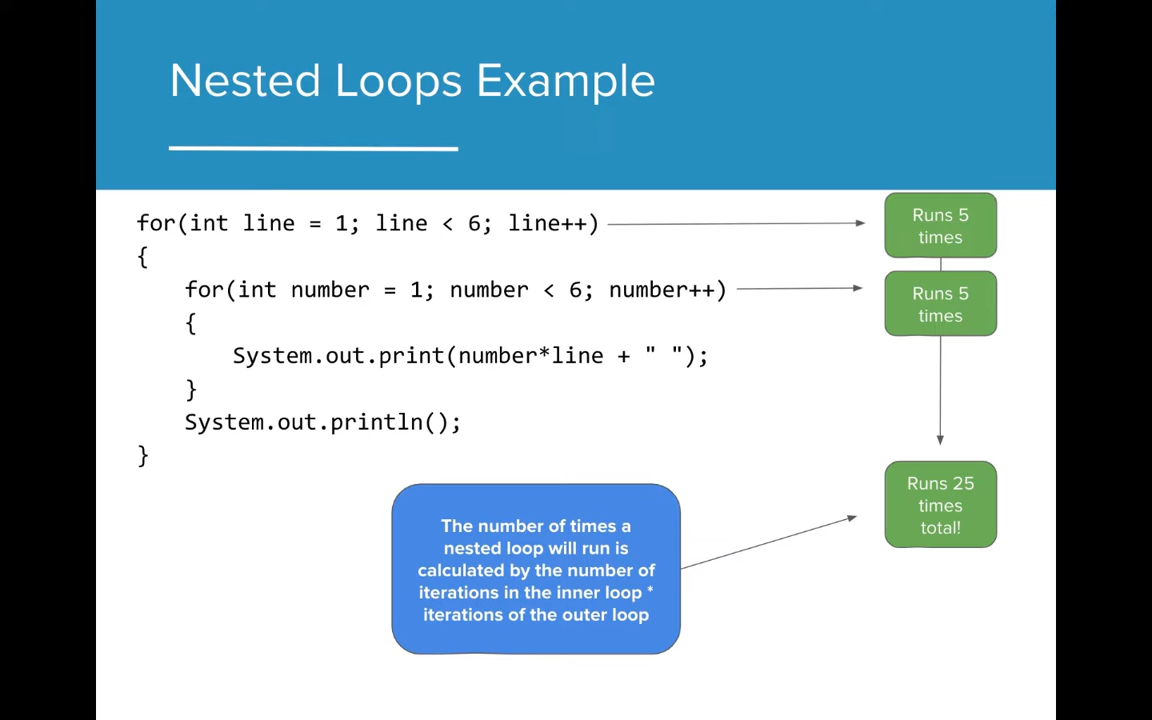 Nested Loops Example
for(int line = 1; line < 6; line++)
{
    for(int number = 1; number < 6; number++)
    {
        System.out.print(number*line + " ");
    }
    System.out.println();
}
Runs 5
times
Runs 5
times
Runs 25
times
total!
The number of times a
nested loop will run is
calculated by the number of
iterations in the inner loop *
iterations of the outer loop